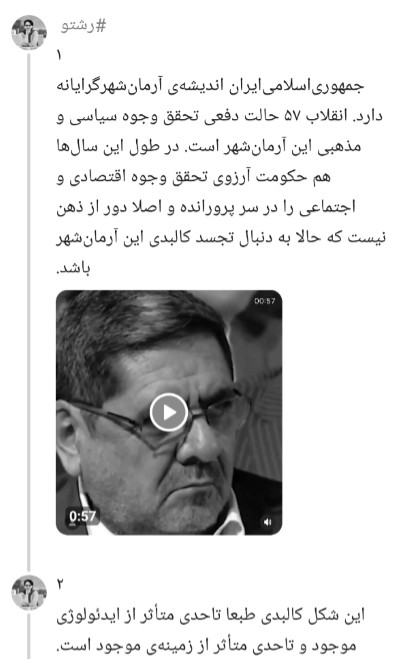 #رشتو
۱
جمهوری‌اسلامی‌ایران اندیشه‌ی آرمان‌شهرگرایانه
دارد. انقلاب ۵۷ حالت دفعی تحقق وجوه سیاسی و
مذهبی این آرمان‌شهر است. در طول این سال‌ها
هم حکومت آرزوی تحقق وجوه اقتصادی و
اجتماعی را در سر پرورانده و اصلا دور از ذهن
نیست که حالا به دنبال تجسد کالبدی این آرمان‌شهر
باشد.
00:57
0:57
۲
این شکل کالبدی طبعا تاحدی متأثر از ایدئولوژی
موجود و تاحدی متأثر از زمینه‌ی موجود است.